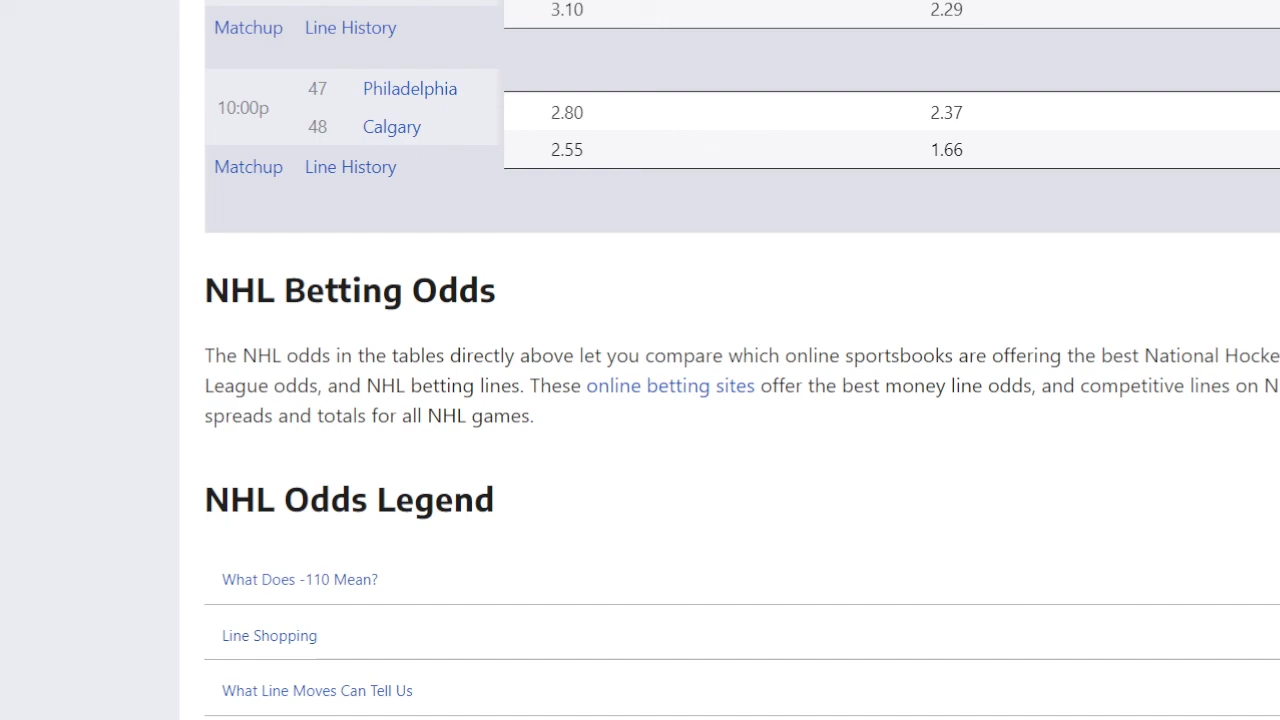 3.10 2.29
Matchup Line History
47 Philadelphia
10:00p
2.80 2.37
48 Calgary
2.55 1.66
Matchup Line History
NHL Betting Odds
The NHL odds in the tables directly above let you compare which online sportsbooks are offering the best National Hocke
League odds, and NHL betting lines. These online betting sites offer the best money line odds, and competitive lines on N
spreads and totals for all NHL games.
NHL Odds Legend
What Does -110 Mean?
Line Shopping
What Line Moves Can Tell Us